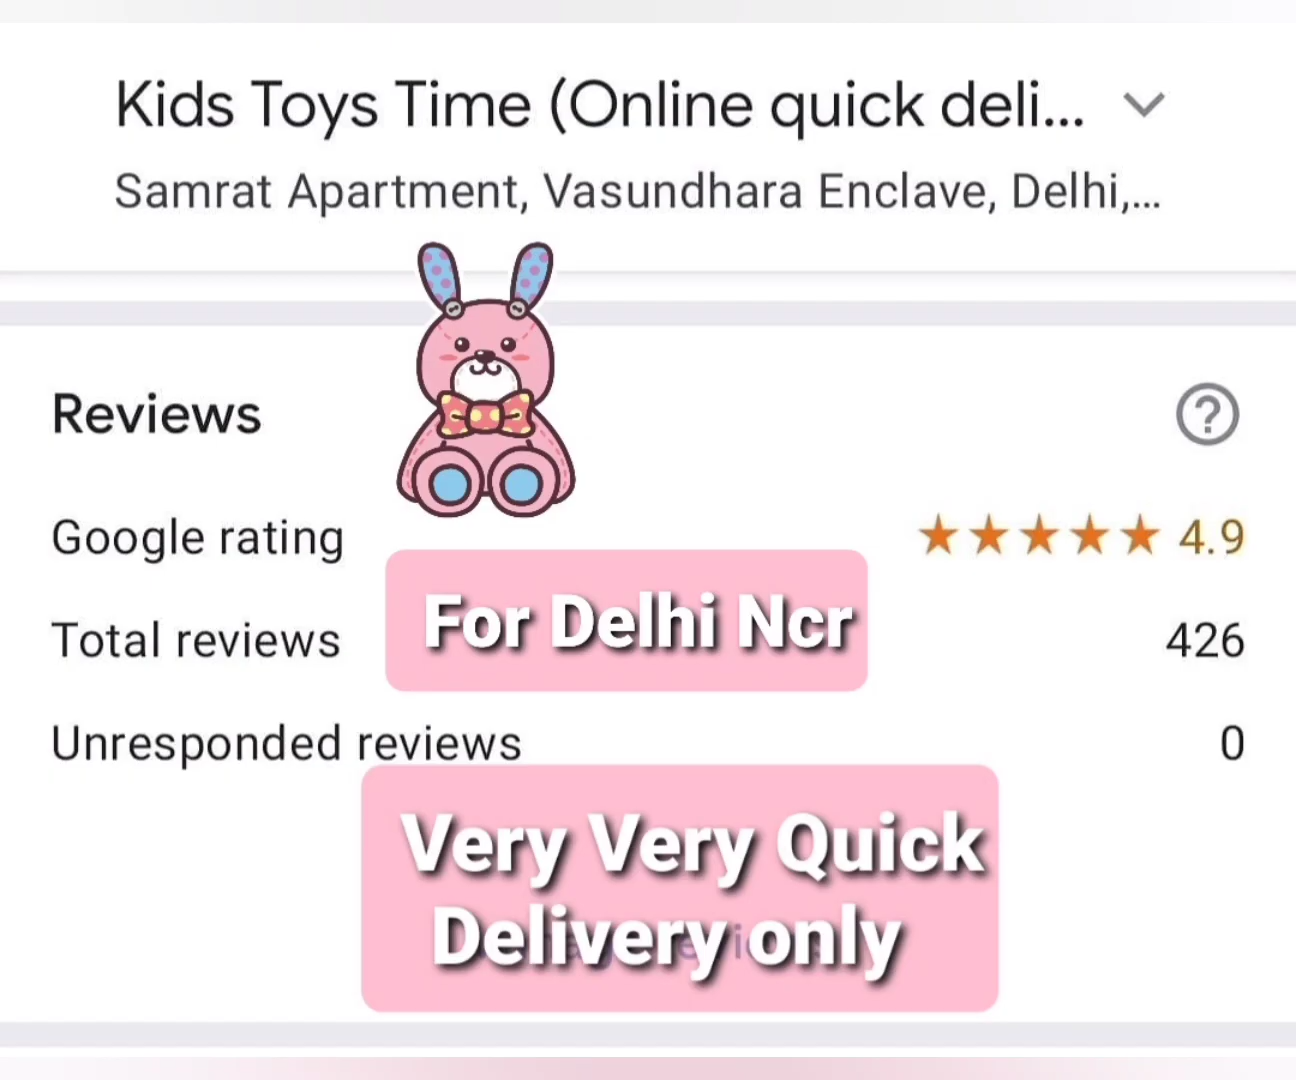 Kids Toys Time (Online quick deli...
Samrat Apartment, Vasundhara Enclave, Delhi,...
Reviews
Google rating
4.9
For Delhi Ncr
Total reviews
426
Unresponded reviews
0
Very Very Quick
Delivery only